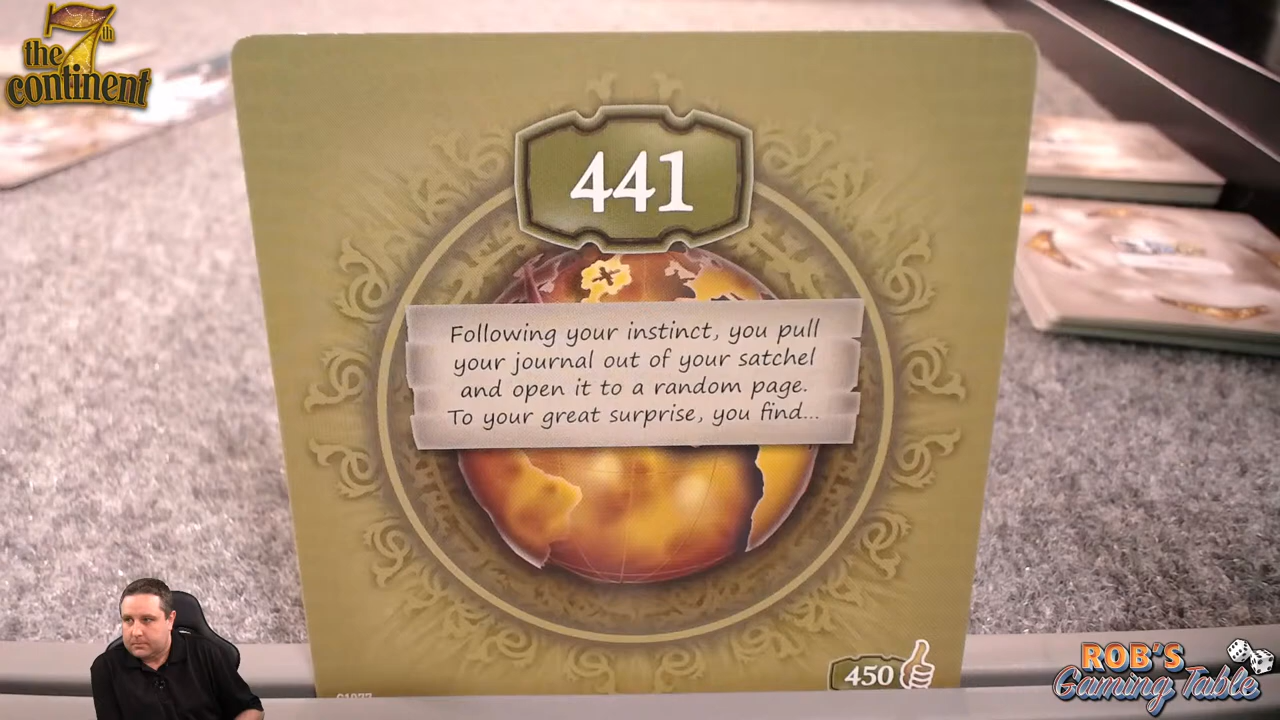 the 7th
continent
441
Following your instinct, you pull
your journal out of your satchel
and open it to a random page.
To your great surprise, you find...
450
ROB'S
Gaming Table